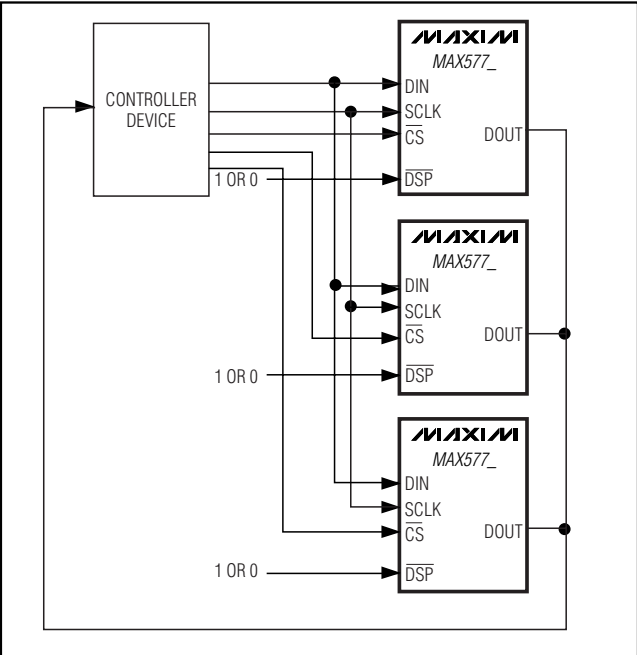 CONTROLLER
DEVICE
MAXIM
MAX577_
DIN
SCLK
CS
DOUT
1 OR 0
DSP
MAXIM
MAX577_
DIN
SCLK
CS
DOUT
1 OR 0
DSP
MAXIM
MAX577_
DIN
SCLK
CS
DOUT
1 OR 0
DSP